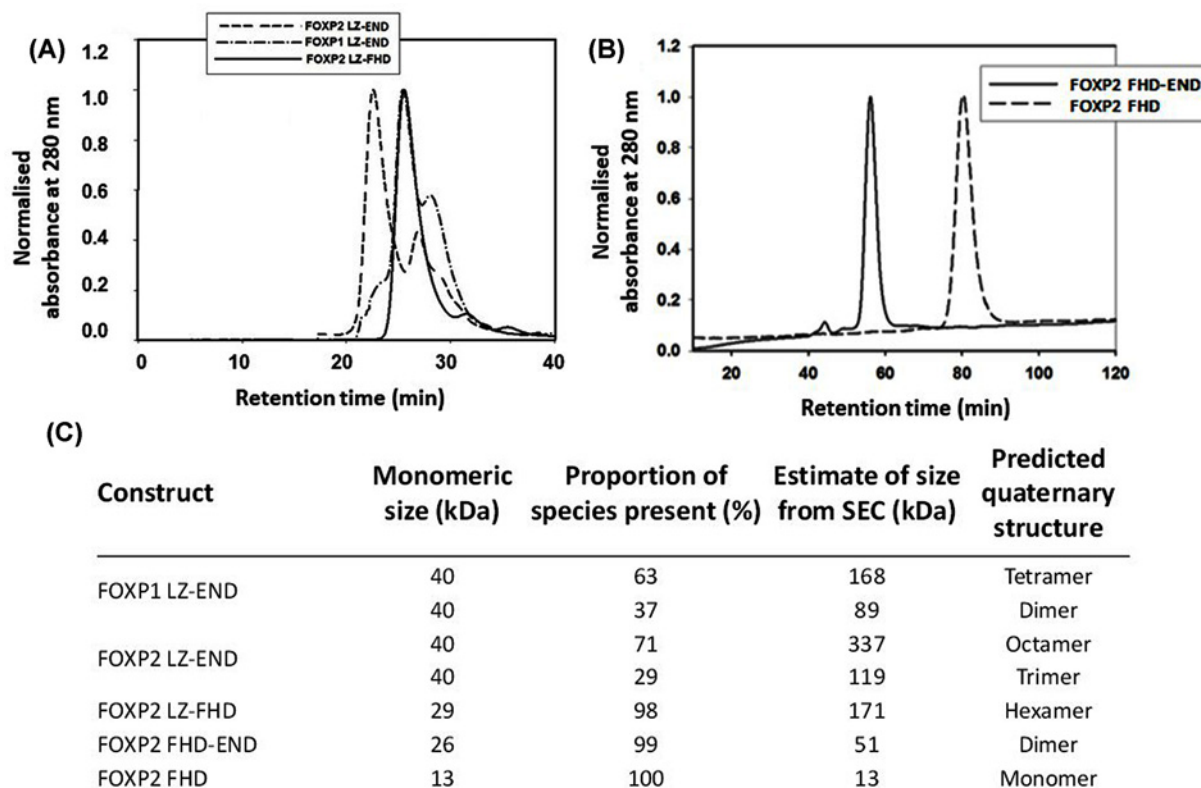 (A)
FOXP2 LZ-END
FOXP1 LZ-END
FOXP2 LZ-FHD
Normalised
absorbance at 280 nm
1.2
1.0
0.8
0.6
0.4
0.2
0.0
0 10 20 30 40
Retention time (min)
(B)
FOXP2 FHD-END
FOXP2 FHD
Normalised
absorbance at 280 nm
1.2
1.0
0.8
0.6
0.4
0.2
0.0
20 40 60 80 100 120
Retention time (min)
(C)
Construct
Monomeric
size (kDa)
Proportion of
species present (%)
Estimate of size
from SEC (kDa)
Predicted
quaternary
structure
FOXP1 LZ-END
40 63 168 Tetramer
40 37 89 Dimer
FOXP2 LZ-END
40 71 337 Octamer
40 29 119 Trimer
FOXP2 LZ-FHD 29 98 171 Hexamer
FOXP2 FHD-END 26 99 51 Dimer
FOXP2 FHD 13 100 13 Monomer